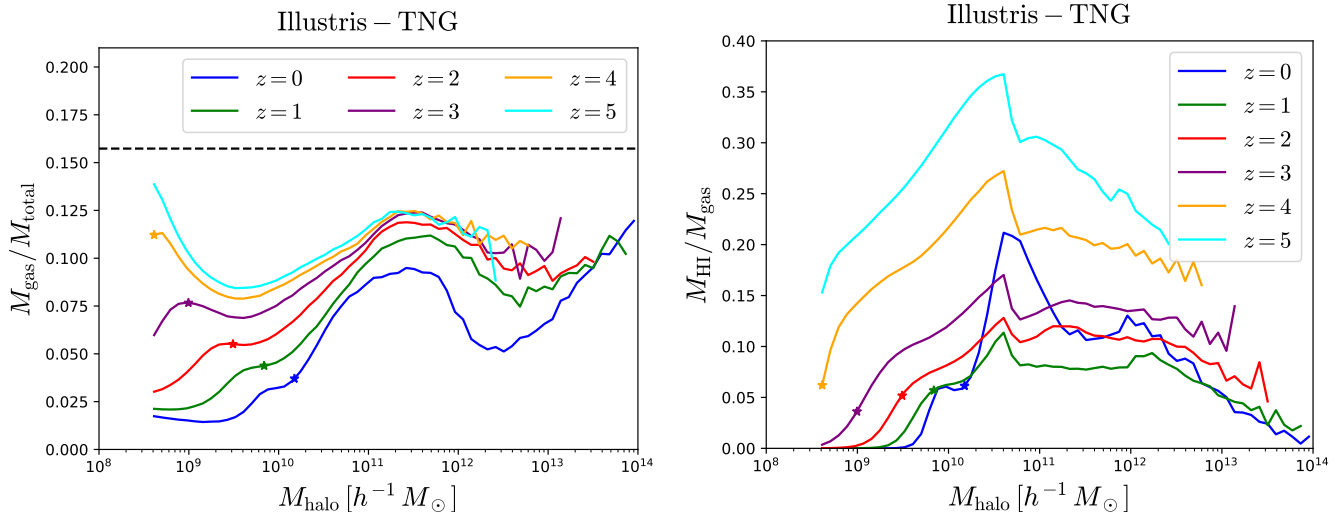 Illustris – TNG
M_gas/M_total
0.200
0.175
0.150
0.125
0.100
0.075
0.050
0.025
0.000
z = 0
z = 2
z = 4
z = 1
z = 3
z = 5
10^8
10^9
10^10
10^11
10^12
10^13
10^14
M_halo [h^−1 M_⊙]
Illustris – TNG
M_HI/M_gas
0.40
0.35
0.30
0.25
0.20
0.15
0.10
0.05
0.00
z = 0
z = 1
z = 2
z = 3
z = 4
z = 5
10^8
10^9
10^10
10^11
10^12
10^13
10^14
M_halo [h^−1 M_⊙]